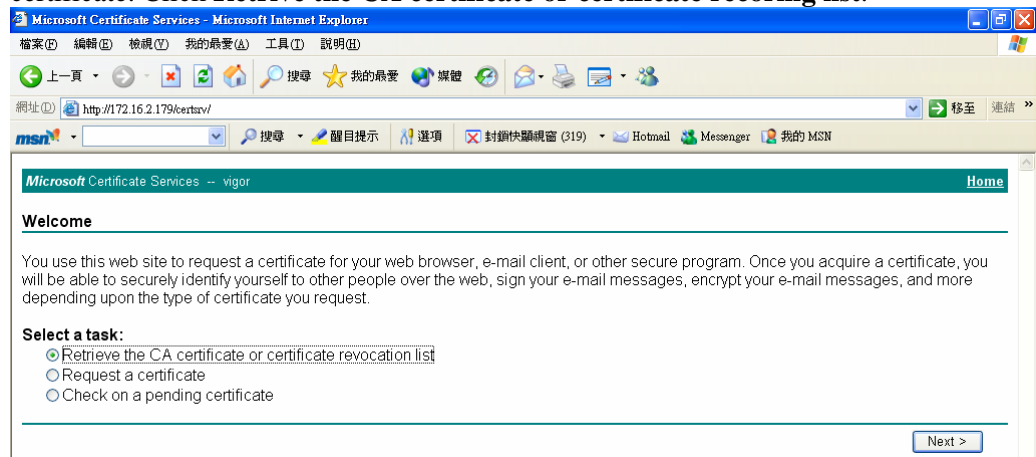 certificate. Click Retrive the CA certificate or certificate recoring list.
Microsoft Certificate Services - Microsoft Internet Explorer
檔案(F) 編輯(E) 檢視(V) 我的最愛(A) 工具(T) 說明(H)
上一頁 搜尋 我的最愛 媒體
網址(D) http://172.16.2.179/certsrv/ 移至 連結 »
msn 搜尋 醒目提示 選項 封鎖快顯視窗 (319) Hotmail Messenger 我的 MSN
Microsoft Certificate Services -- vigor Home
Welcome
You use this web site to request a certificate for your web browser, e-mail client, or other secure program. Once you acquire a certificate, you
will be able to securely identify yourself to other people over the web, sign your e-mail messages, encrypt your e-mail messages, and more
depending upon the type of certificate you request.
Select a task:
Retrieve the CA certificate or certificate revocation list
Request a certificate
Check on a pending certificate
Next >